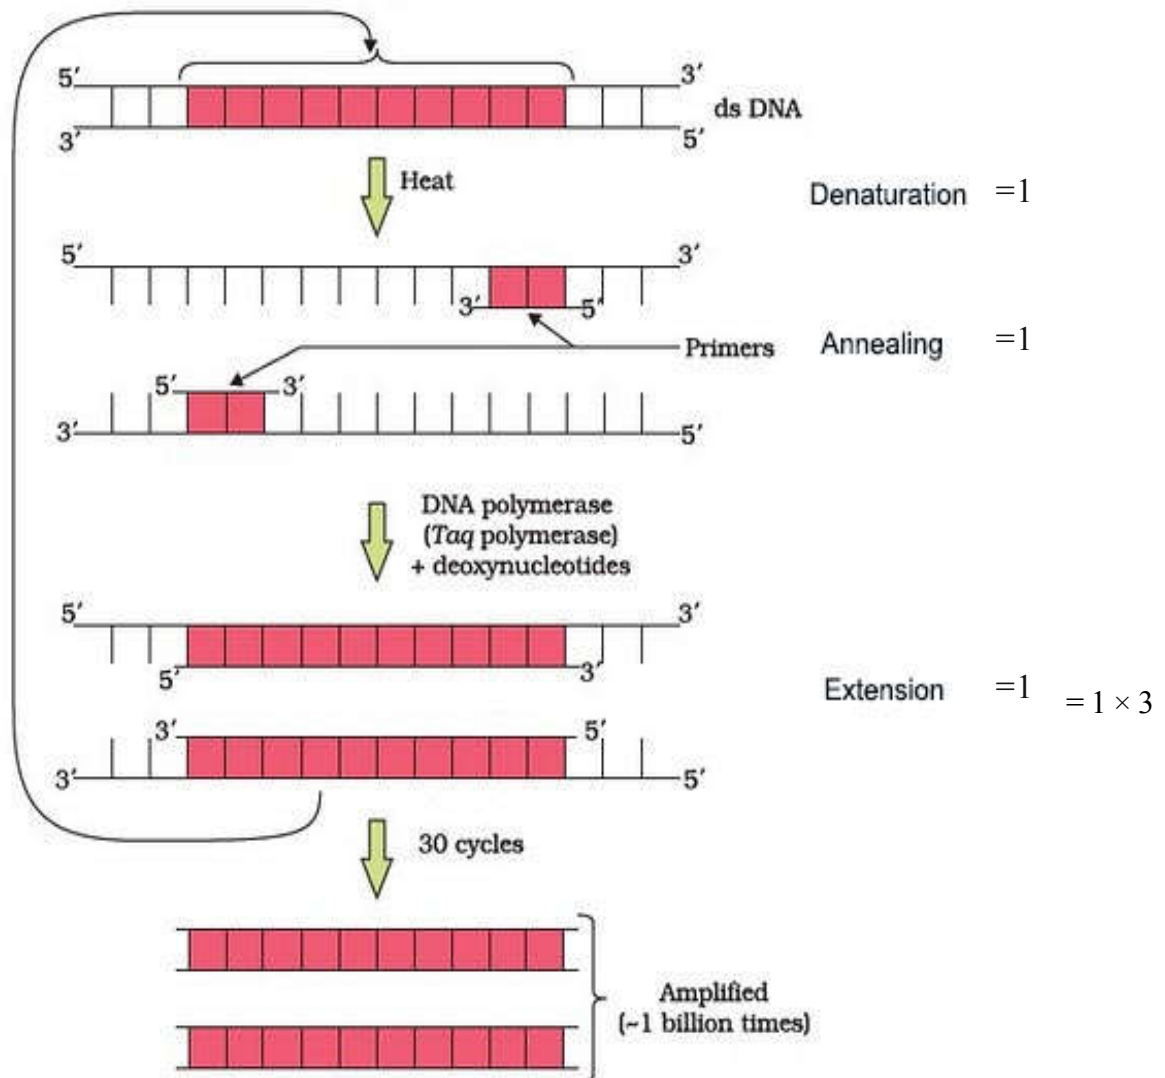 5′ 3′
ds DNA
3′ 5′
Heat
Denaturation =1
5′ 3′
3′ 5′
Primers Annealing =1
5′ 3′
3′ 5′
DNA polymerase
(Taq polymerase)
+ deoxynucleotides
5′ 3′
5′ 3′
Extension =1 = 1 × 3
3′ 5′
3′ 5′
30 cycles
Amplified
(~1 billion times)